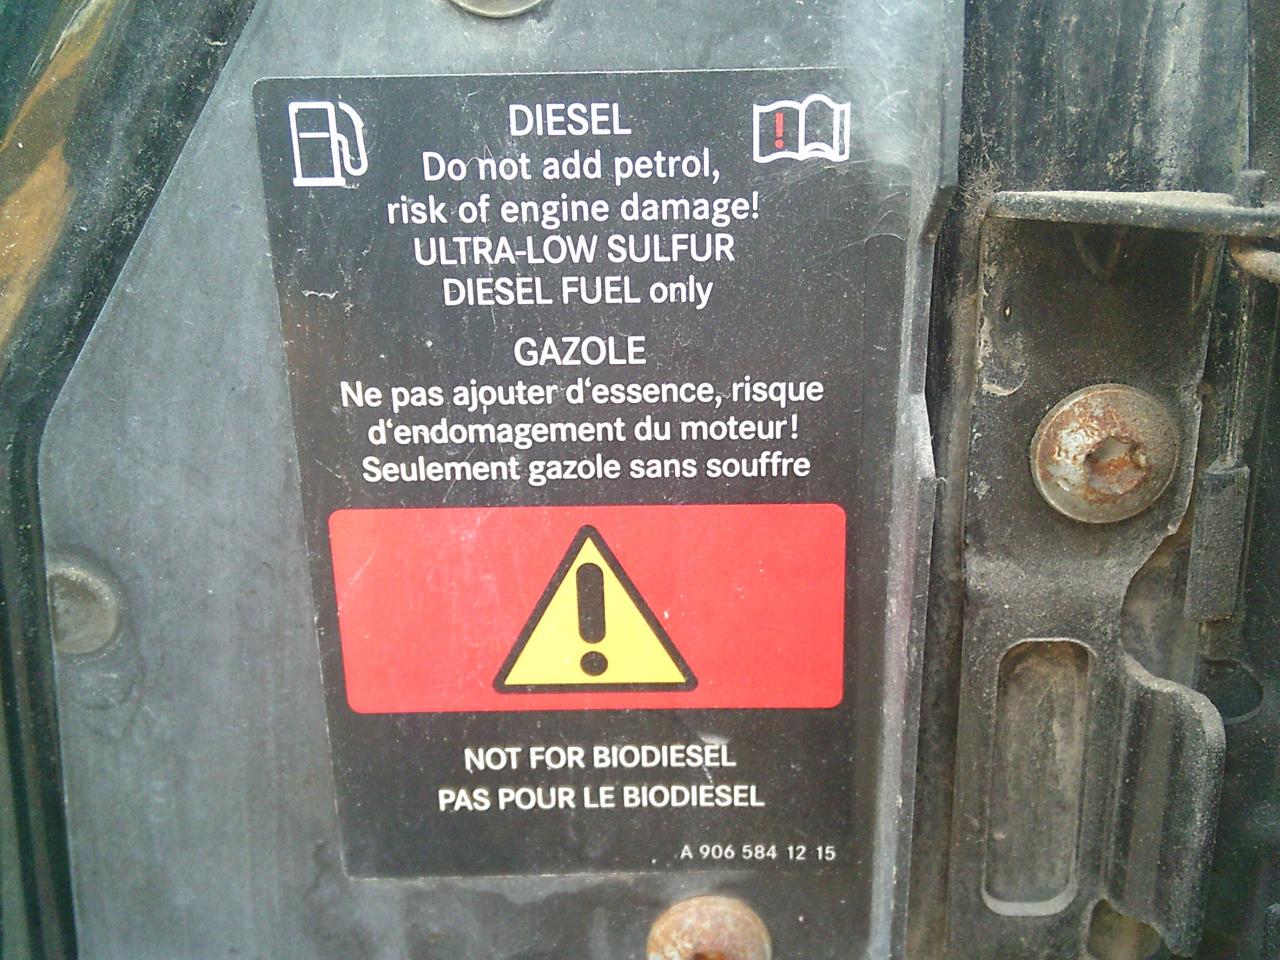 DIESEL
Do not add petrol,
risk of engine damage!
ULTRA-LOW SULFUR
DIESEL FUEL only
GAZOLE
Ne pas ajouter d‘essence, risque
d‘endomagement du moteur!
Seulement gazole sans souffre
NOT FOR BIODIESEL
PAS POUR LE BIODIESEL
A 906 584 12 15